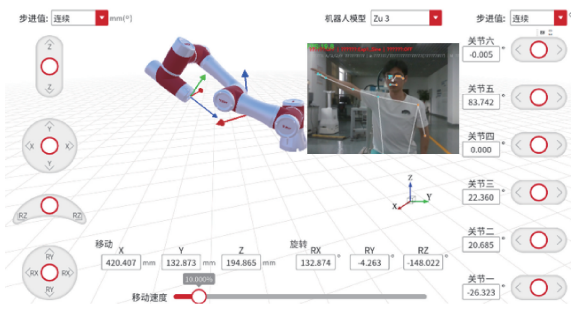 步进值: 连续 mm(°)
机器人模型 Zu 3
步进值: 连续
Z
Z
Y
X X
Y
RZ RZ
RY
RX RX
RY
关节六
-0.005 °
关节五
83.742 °
关节四
0.000 °
关节三
22.360 °
关节二
20.685 °
关节一
-26.323 °
Z
Y
X
移动
X Y Z
420.407 mm 132.873 mm 194.865 mm
旋转
RX RY RZ
132.874 ° -4.263 ° -148.022 °
10.000%
移动速度